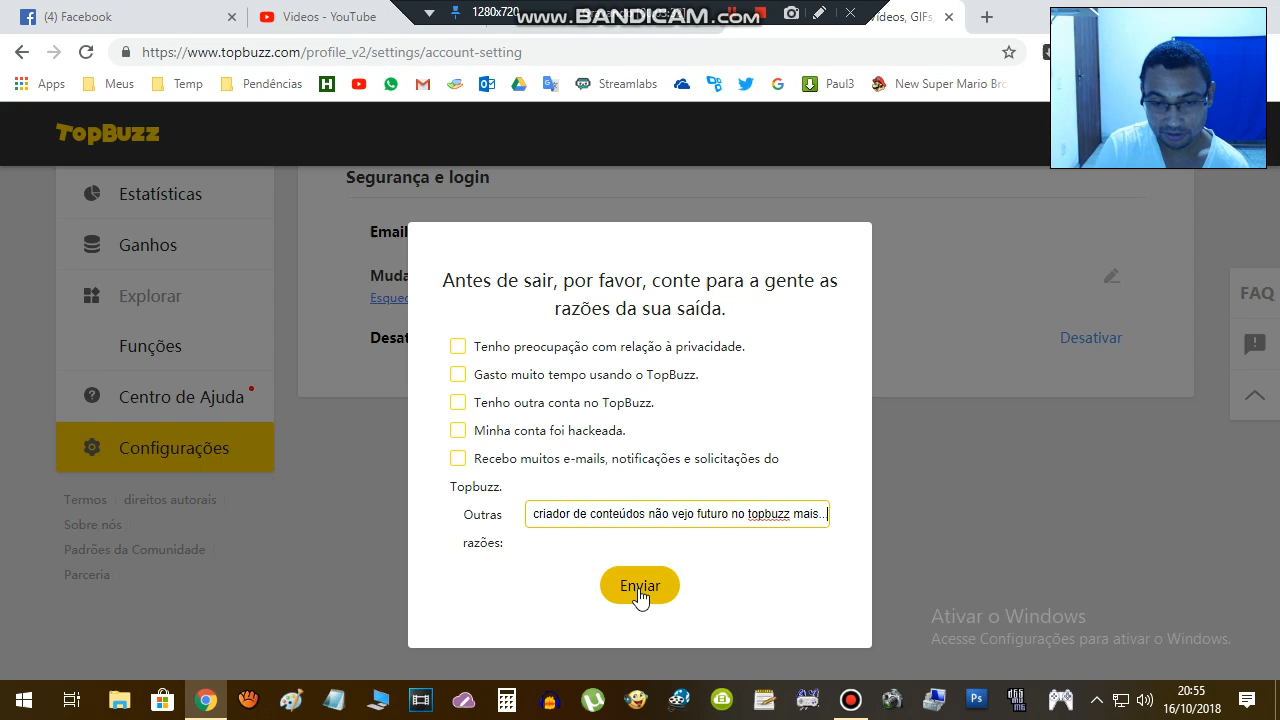 (4) Facebook
Videos - YouTube
1280x720
www.BANDICAM.com
ídeos, GIFs,
https://www.topbuzz.com/profile_v2/settings/account-setting
Apps
Meus
Temp
Pendências
Streamlabs
Paul3
New Super Mario Bro
TopBuzz
Segurança e login
Estatísticas
Ganhos
Explorar
Funções
Centro de Ajuda
Configurações
Termos
direitos autorais
Sobre nós
Padrões da Comunidade
Parceria
Email
Muda
Esquec
Desat
Desativar
FAQ
Antes de sair, por favor, conte para a gente as
razões da sua saída.
Tenho preocupação com relação à privacidade.
Gasto muito tempo usando o TopBuzz.
Tenho outra conta no TopBuzz.
Minha conta foi hackeada.
Recebo muitos e-mails, notificações e solicitações do
Topbuzz.
Outras
razões:
criador de conteúdos não vejo futuro no topbuzz mais..
Enviar
Ativar o Windows
Acesse Configurações para ativar o Windows.
20:55
16/10/2018